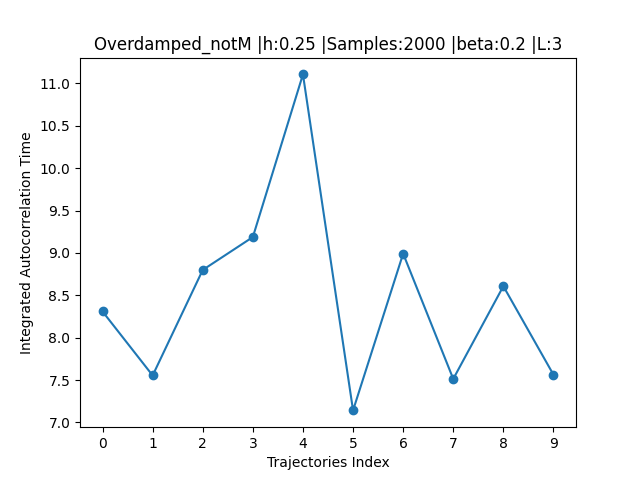 Overdamped_notM |h:0.25 |Samples:2000 |beta:0.2 |L:3
Integrated Autocorrelation Time
11.0
10.5
10.0
9.5
9.0
8.5
8.0
7.5
7.0
0 1 2 3 4 5 6 7 8 9
Trajectories Index